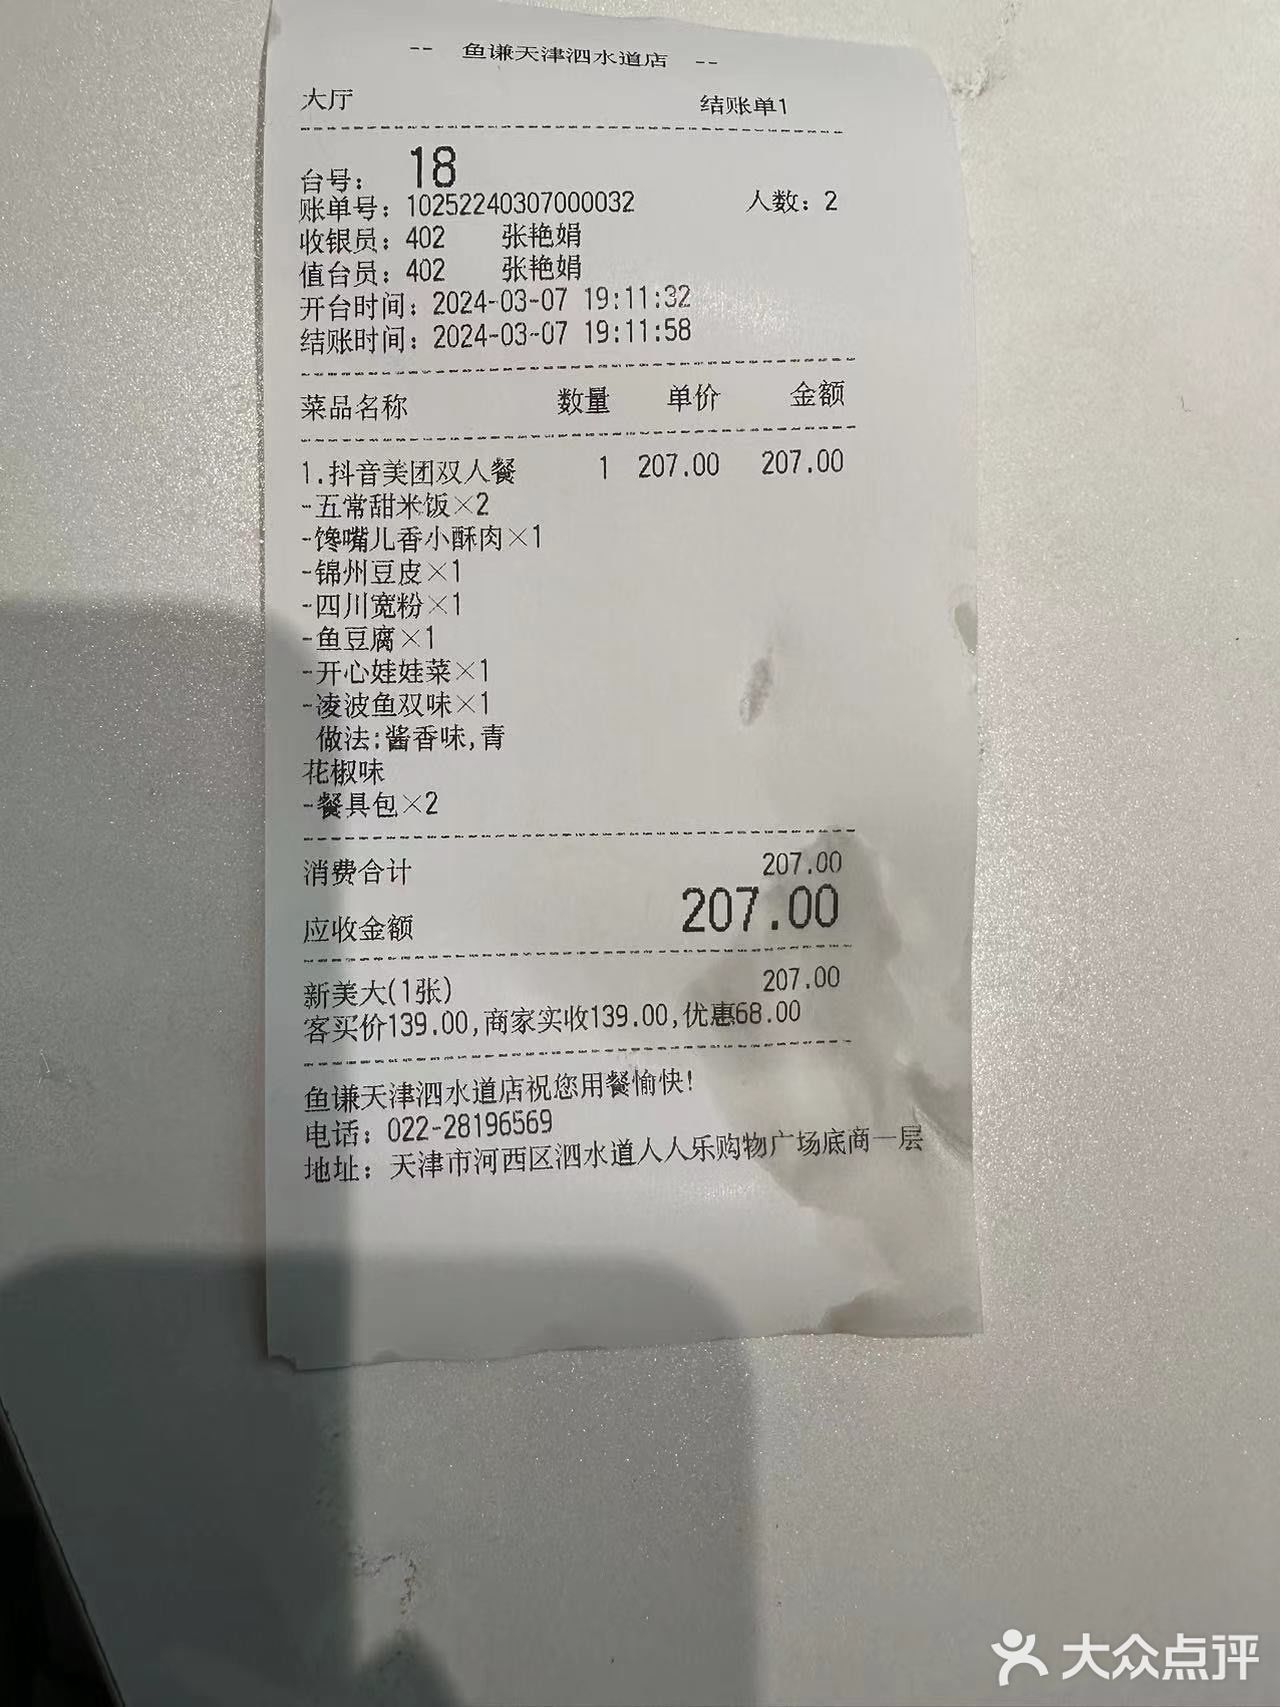 -- 鱼谦天津泗水道店 --
大厅 结账单1
台号： 18
账单号：10252240307000032 人数：2
收银员：402 张艳娟
值台员：402 张艳娟
开台时间：2024-03-07 19:11:32
结账时间：2024-03-07 19:11:58
菜品名称 数量 单价 金额
1.抖音美团双人餐 1 207.00 207.00
-五常甜米饭×2
-馋嘴儿香小酥肉×1
-锦州豆皮×1
-四川宽粉×1
-鱼豆腐×1
-开心娃娃菜×1
-凌波鱼双味×1
做法:酱香味,青
花椒味
-餐具包×2
消费合计 207.00
应收金额 207.00
新美大(1张) 207.00
客买价139.00,商家实收139.00,优惠68.00
鱼谦天津泗水道店祝您用餐愉快!
电话：022-28196569
地址：天津市河西区泗水道人人乐购物广场底商一层
大众点评